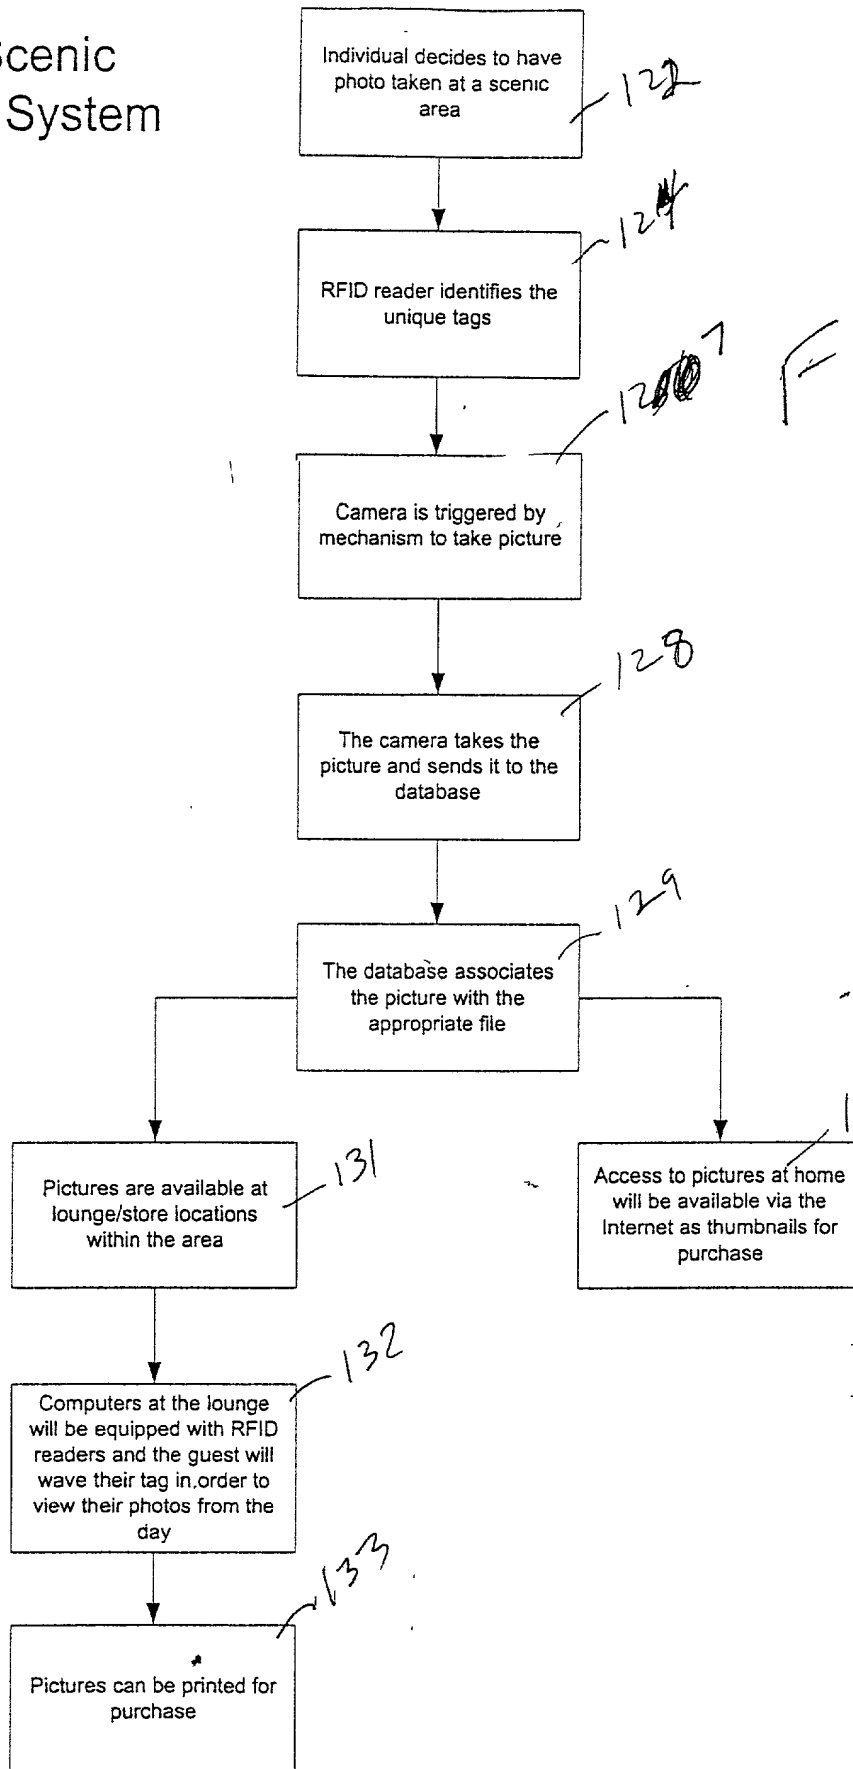 Scenic
System
Individual decides to have
photo taken at a scenic
area
122
RFID reader identifies the
unique tags
124
Camera is triggered by
mechanism to take picture
The camera takes the
picture and sends it to the
database
128
The database associates
the picture with the
appropriate file
129
Pictures are available at
lounge/store locations
within the area
131
Access to pictures at home
will be available via the
Internet as thumbnails for
purchase
1
Computers at the lounge
will be equipped with RFID
readers and the guest will
wave their tag in order to
view their photos from the
day
132
Pictures can be printed for
purchase
133
F